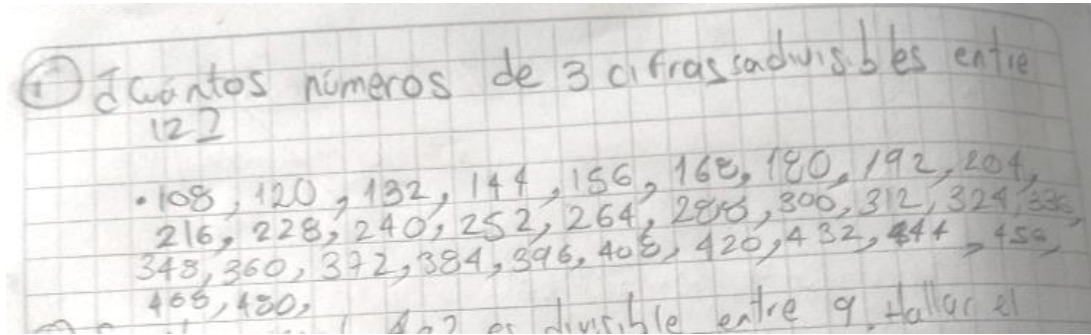 ① ¿Cuántos números de 3 cifras sadivisibles entre
12?
• 108, 120, 132, 144, 156, 168, 180, 192, 204,
216, 228, 240, 252, 264, 288, 300, 312, 324, 336,
348, 360, 372, 384, 396, 408, 420, 432, 444, 456,
468, 480,
es divisible entre 9 Hallar el